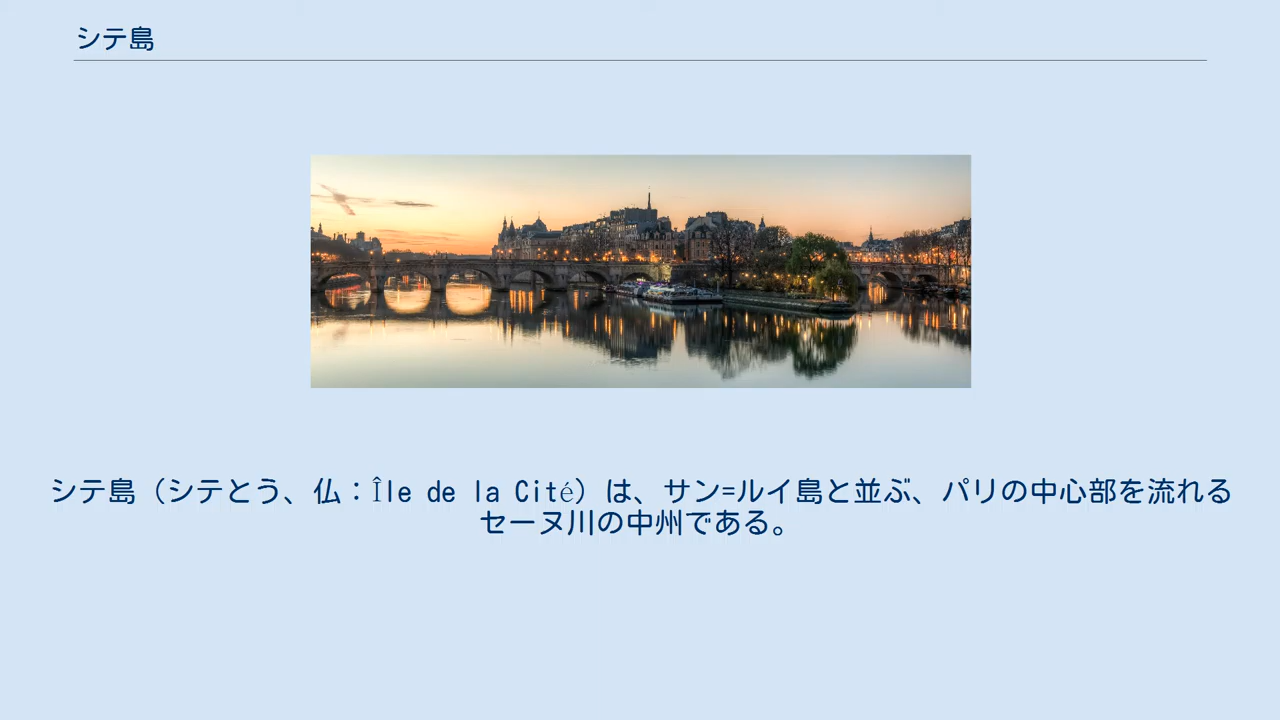 シテ島
シテ島（シテとう、仏：Île de la Cité）は、サン=ルイ島と並ぶ、パリの中心部を流れる
セーヌ川の中州である。